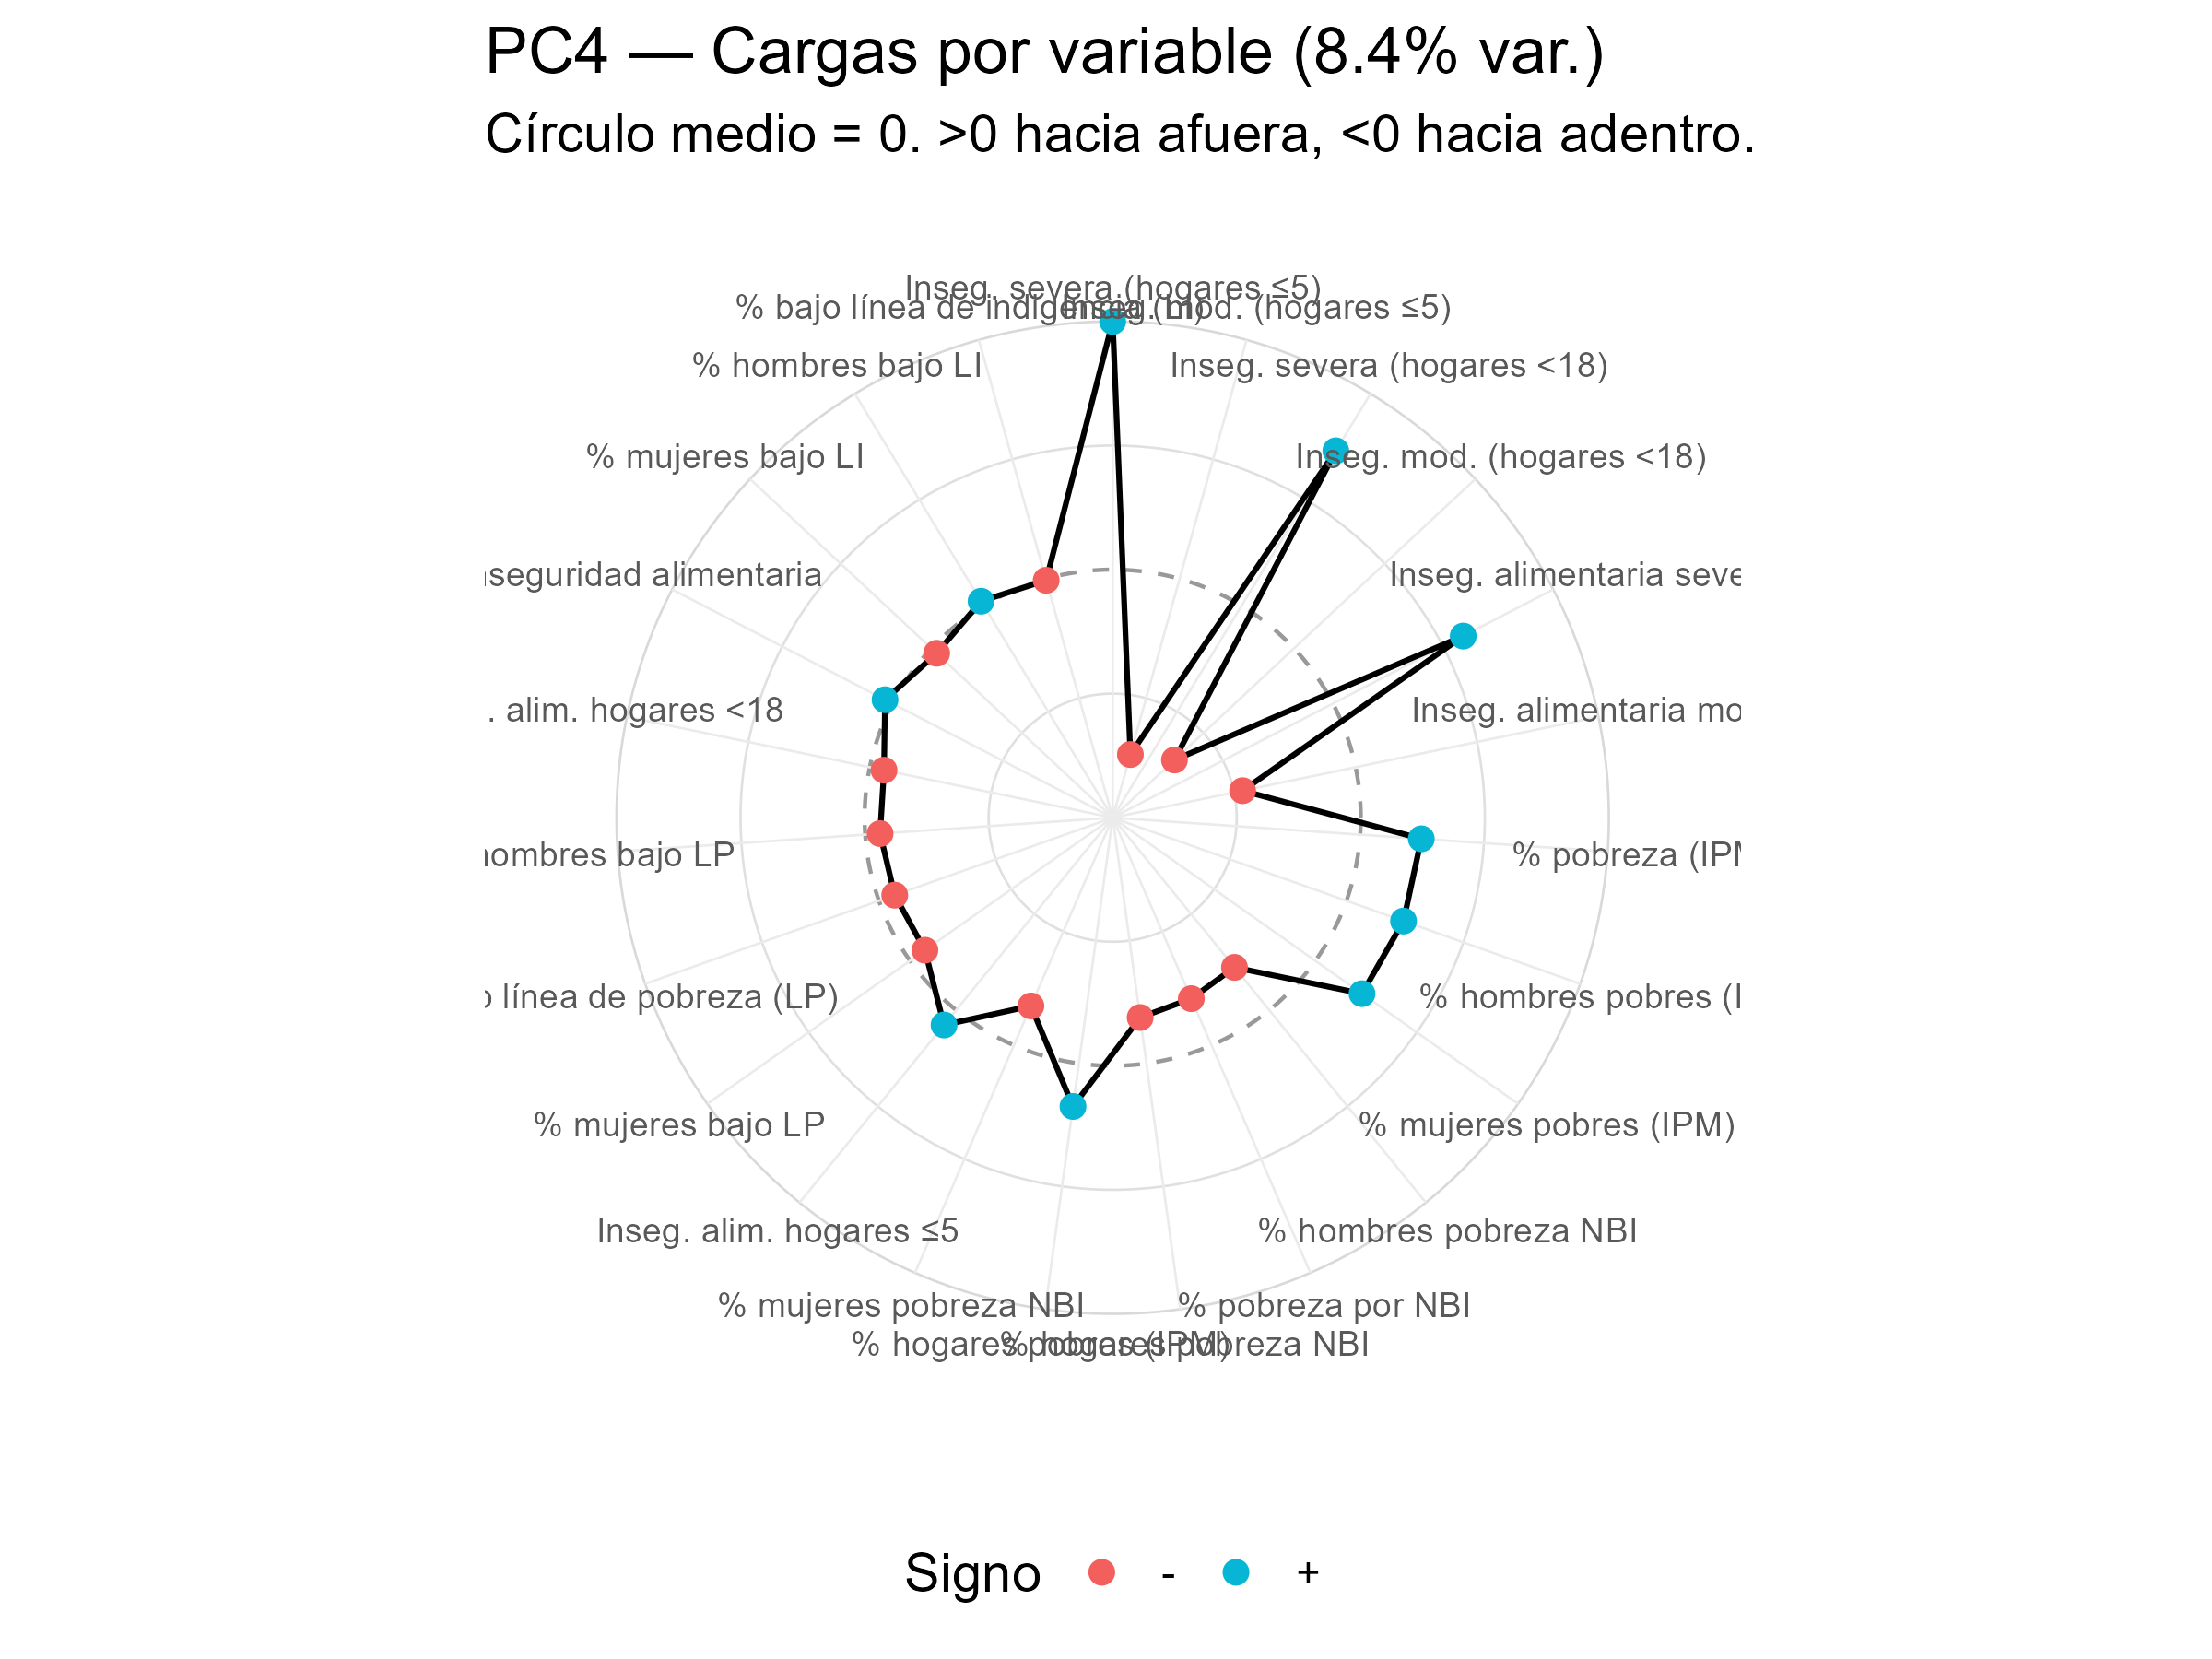 PC4 — Cargas por variable (8.4% var.)
Círculo medio = 0. >0 hacia afuera, <0 hacia adentro.
Inseg. severa (hogares ≤5)
% bajo línea de indigencia (LI)
Inseg. mod. (hogares ≤5)
% hombres bajo LI
Inseg. severa (hogares <18)
% mujeres bajo LI
Inseg. mod. (hogares <18)
nseguridad alimentaria
Inseg. alimentaria seve
. alim. hogares <18
Inseg. alimentaria mo
hombres bajo LP
% pobreza (IPM
o línea de pobreza (LP)
% hombres pobres (I
% mujeres bajo LP
% mujeres pobres (IPM)
Inseg. alim. hogares ≤5
% hombres pobreza NBI
% mujeres pobreza NBI
% pobreza por NBI
% hogares pobres (IPM)
% hogares pobreza NBI
Signo - +